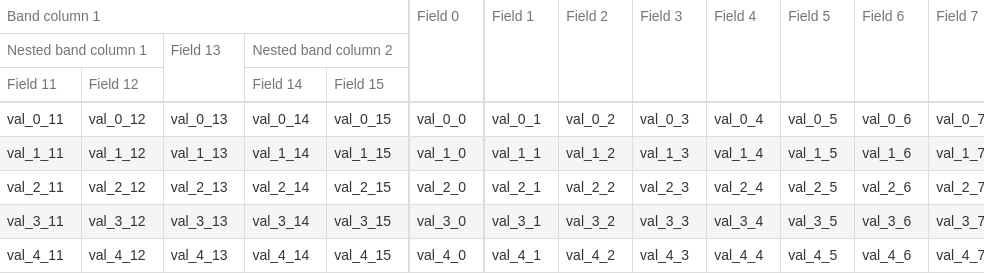 Band column 1 Field 0 Field 1 Field 2 Field 3 Field 4 Field 5 Field 6 Field 7
Nested band column 1 Field 13 Nested band column 2
Field 11 Field 12 Field 14 Field 15
val_0_11 val_0_12 val_0_13 val_0_14 val_0_15 val_0_0 val_0_1 val_0_2 val_0_3 val_0_4 val_0_5 val_0_6 val_0_7
val_1_11 val_1_12 val_1_13 val_1_14 val_1_15 val_1_0 val_1_1 val_1_2 val_1_3 val_1_4 val_1_5 val_1_6 val_1_7
val_2_11 val_2_12 val_2_13 val_2_14 val_2_15 val_2_0 val_2_1 val_2_2 val_2_3 val_2_4 val_2_5 val_2_6 val_2_7
val_3_11 val_3_12 val_3_13 val_3_14 val_3_15 val_3_0 val_3_1 val_3_2 val_3_3 val_3_4 val_3_5 val_3_6 val_3_7
val_4_11 val_4_12 val_4_13 val_4_14 val_4_15 val_4_0 val_4_1 val_4_2 val_4_3 val_4_4 val_4_5 val_4_6 val_4_7